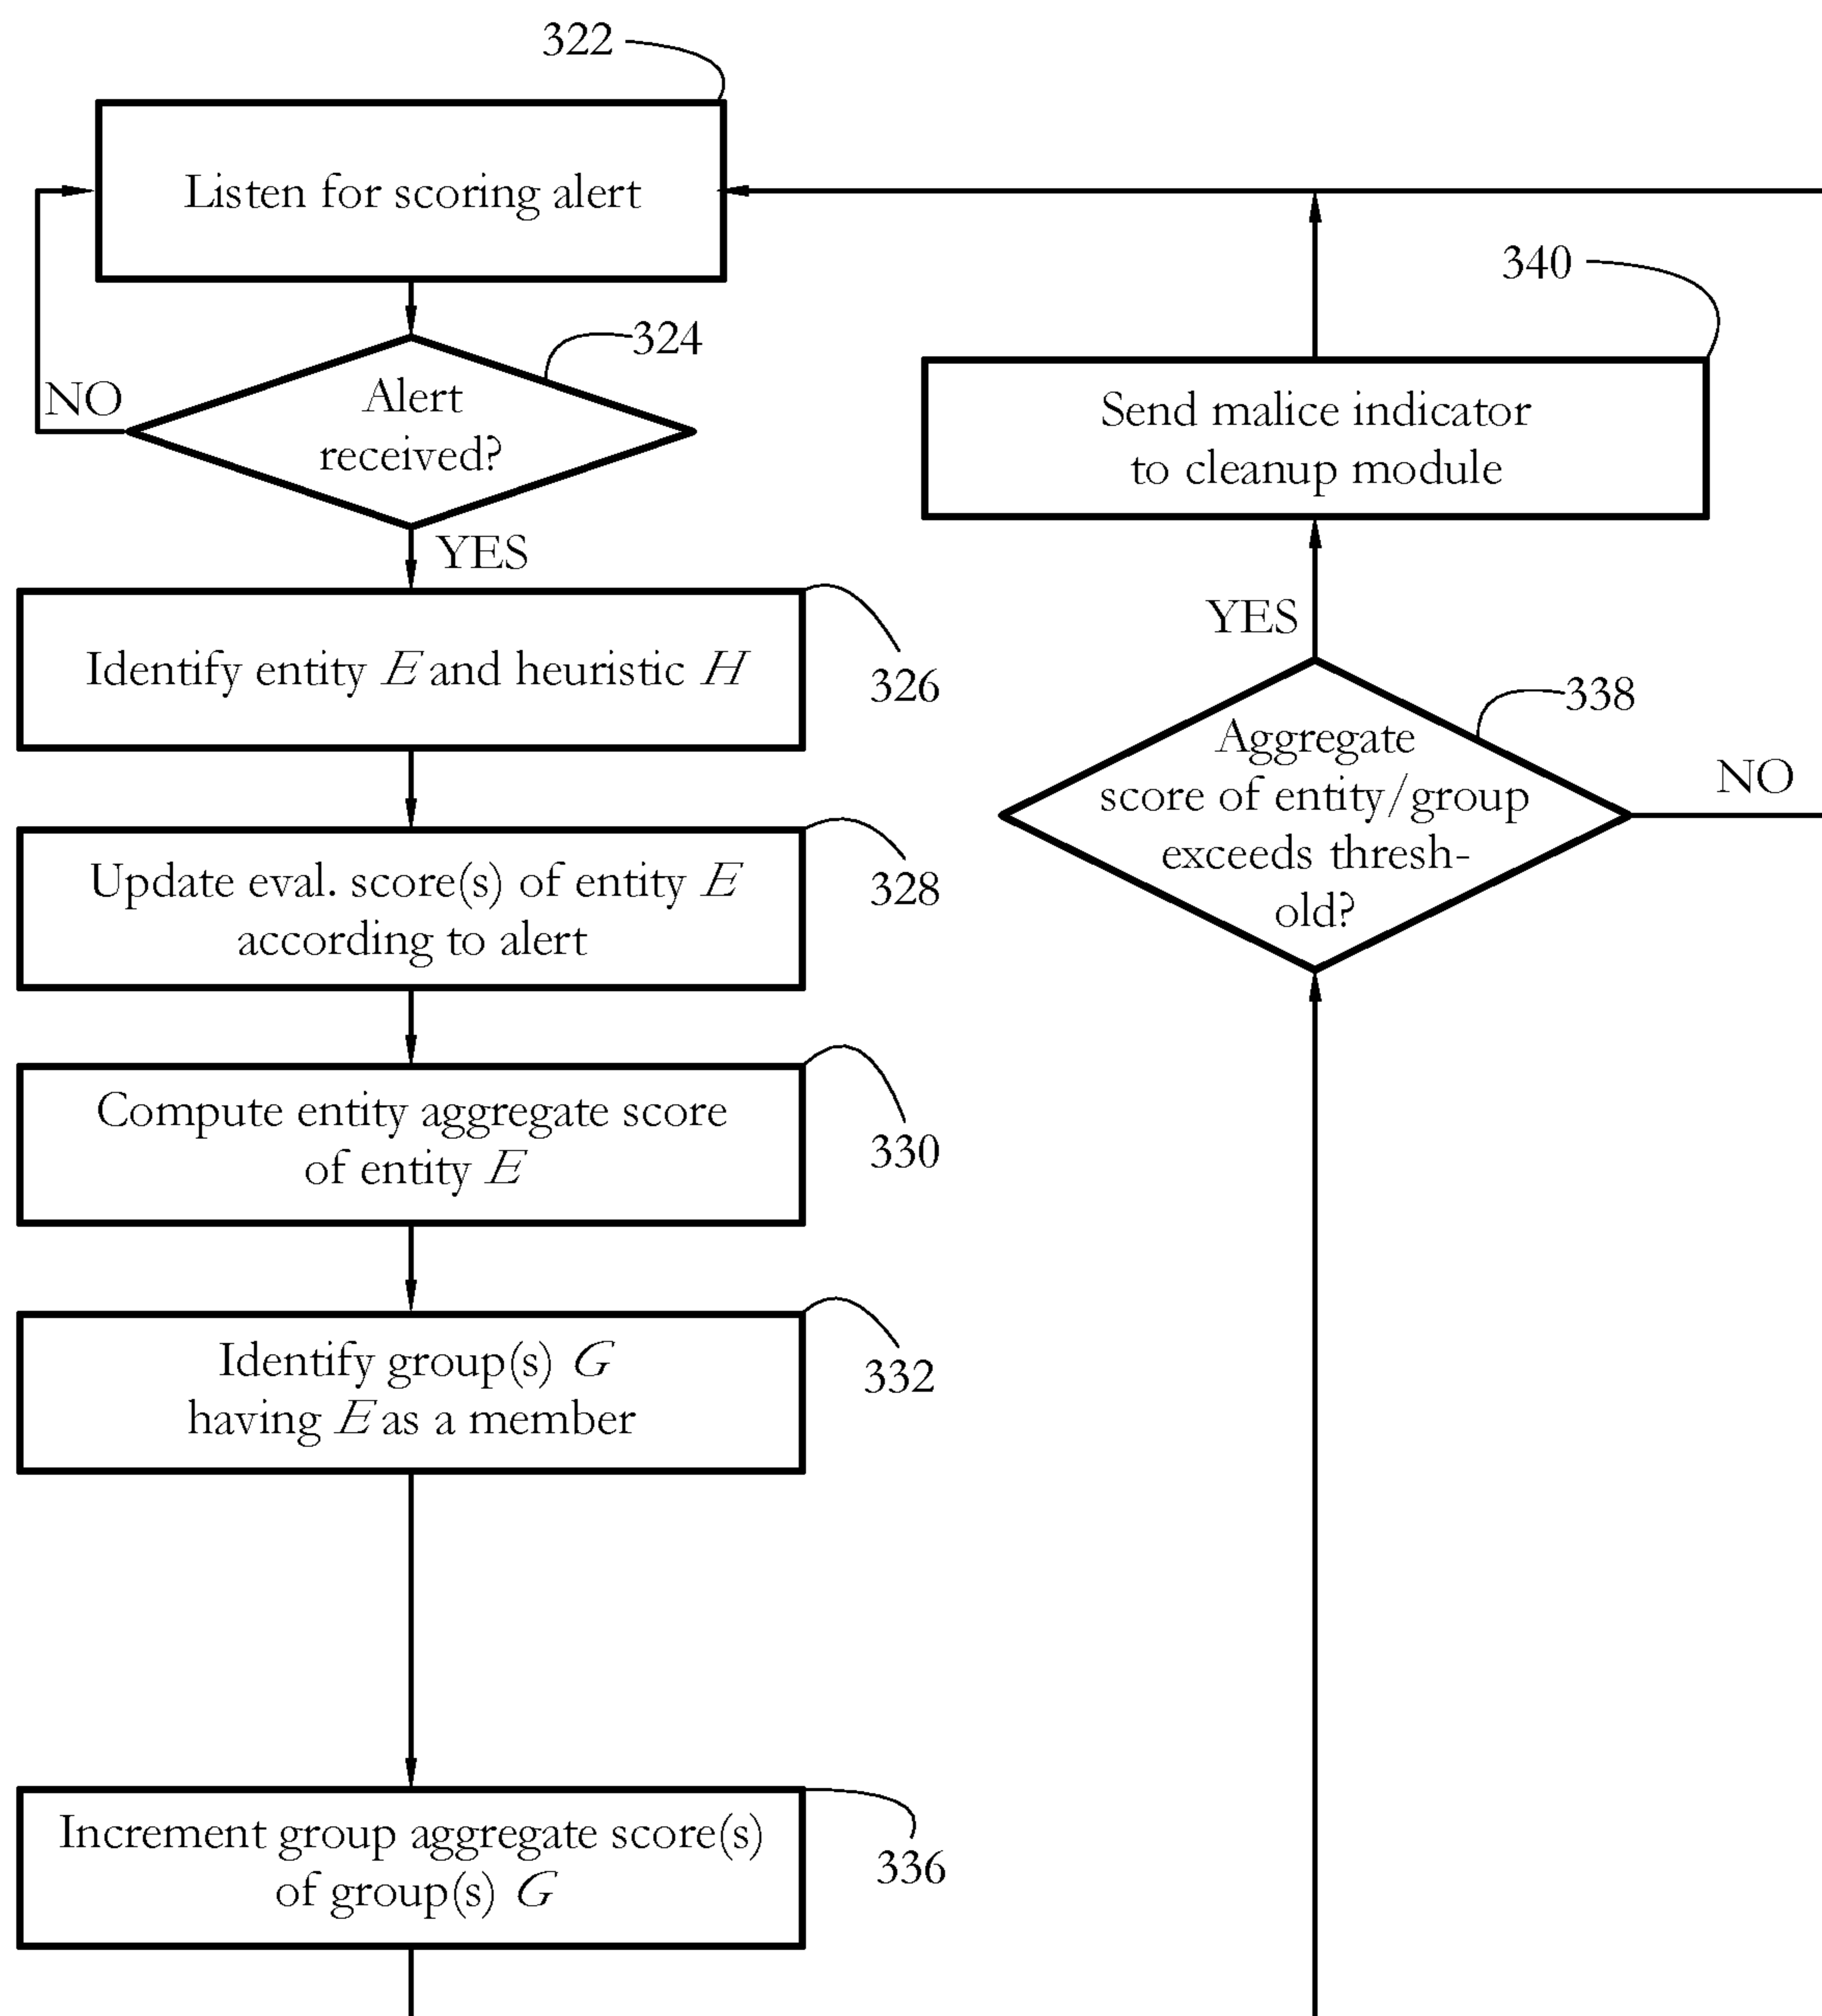 322
Listen for scoring alert
324
Alert
received?
NO
YES
Identify entity E and heuristic H
326
Update eval. score(s) of entity E
according to alert
328
Compute entity aggregate score
of entity E
330
Identify group(s) G
having E as a member
332
Increment group aggregate score(s)
of group(s) G
336
340
Send malice indicator
to cleanup module
YES
338
Aggregate
score of entity/group
exceeds thresh-
old?
NO